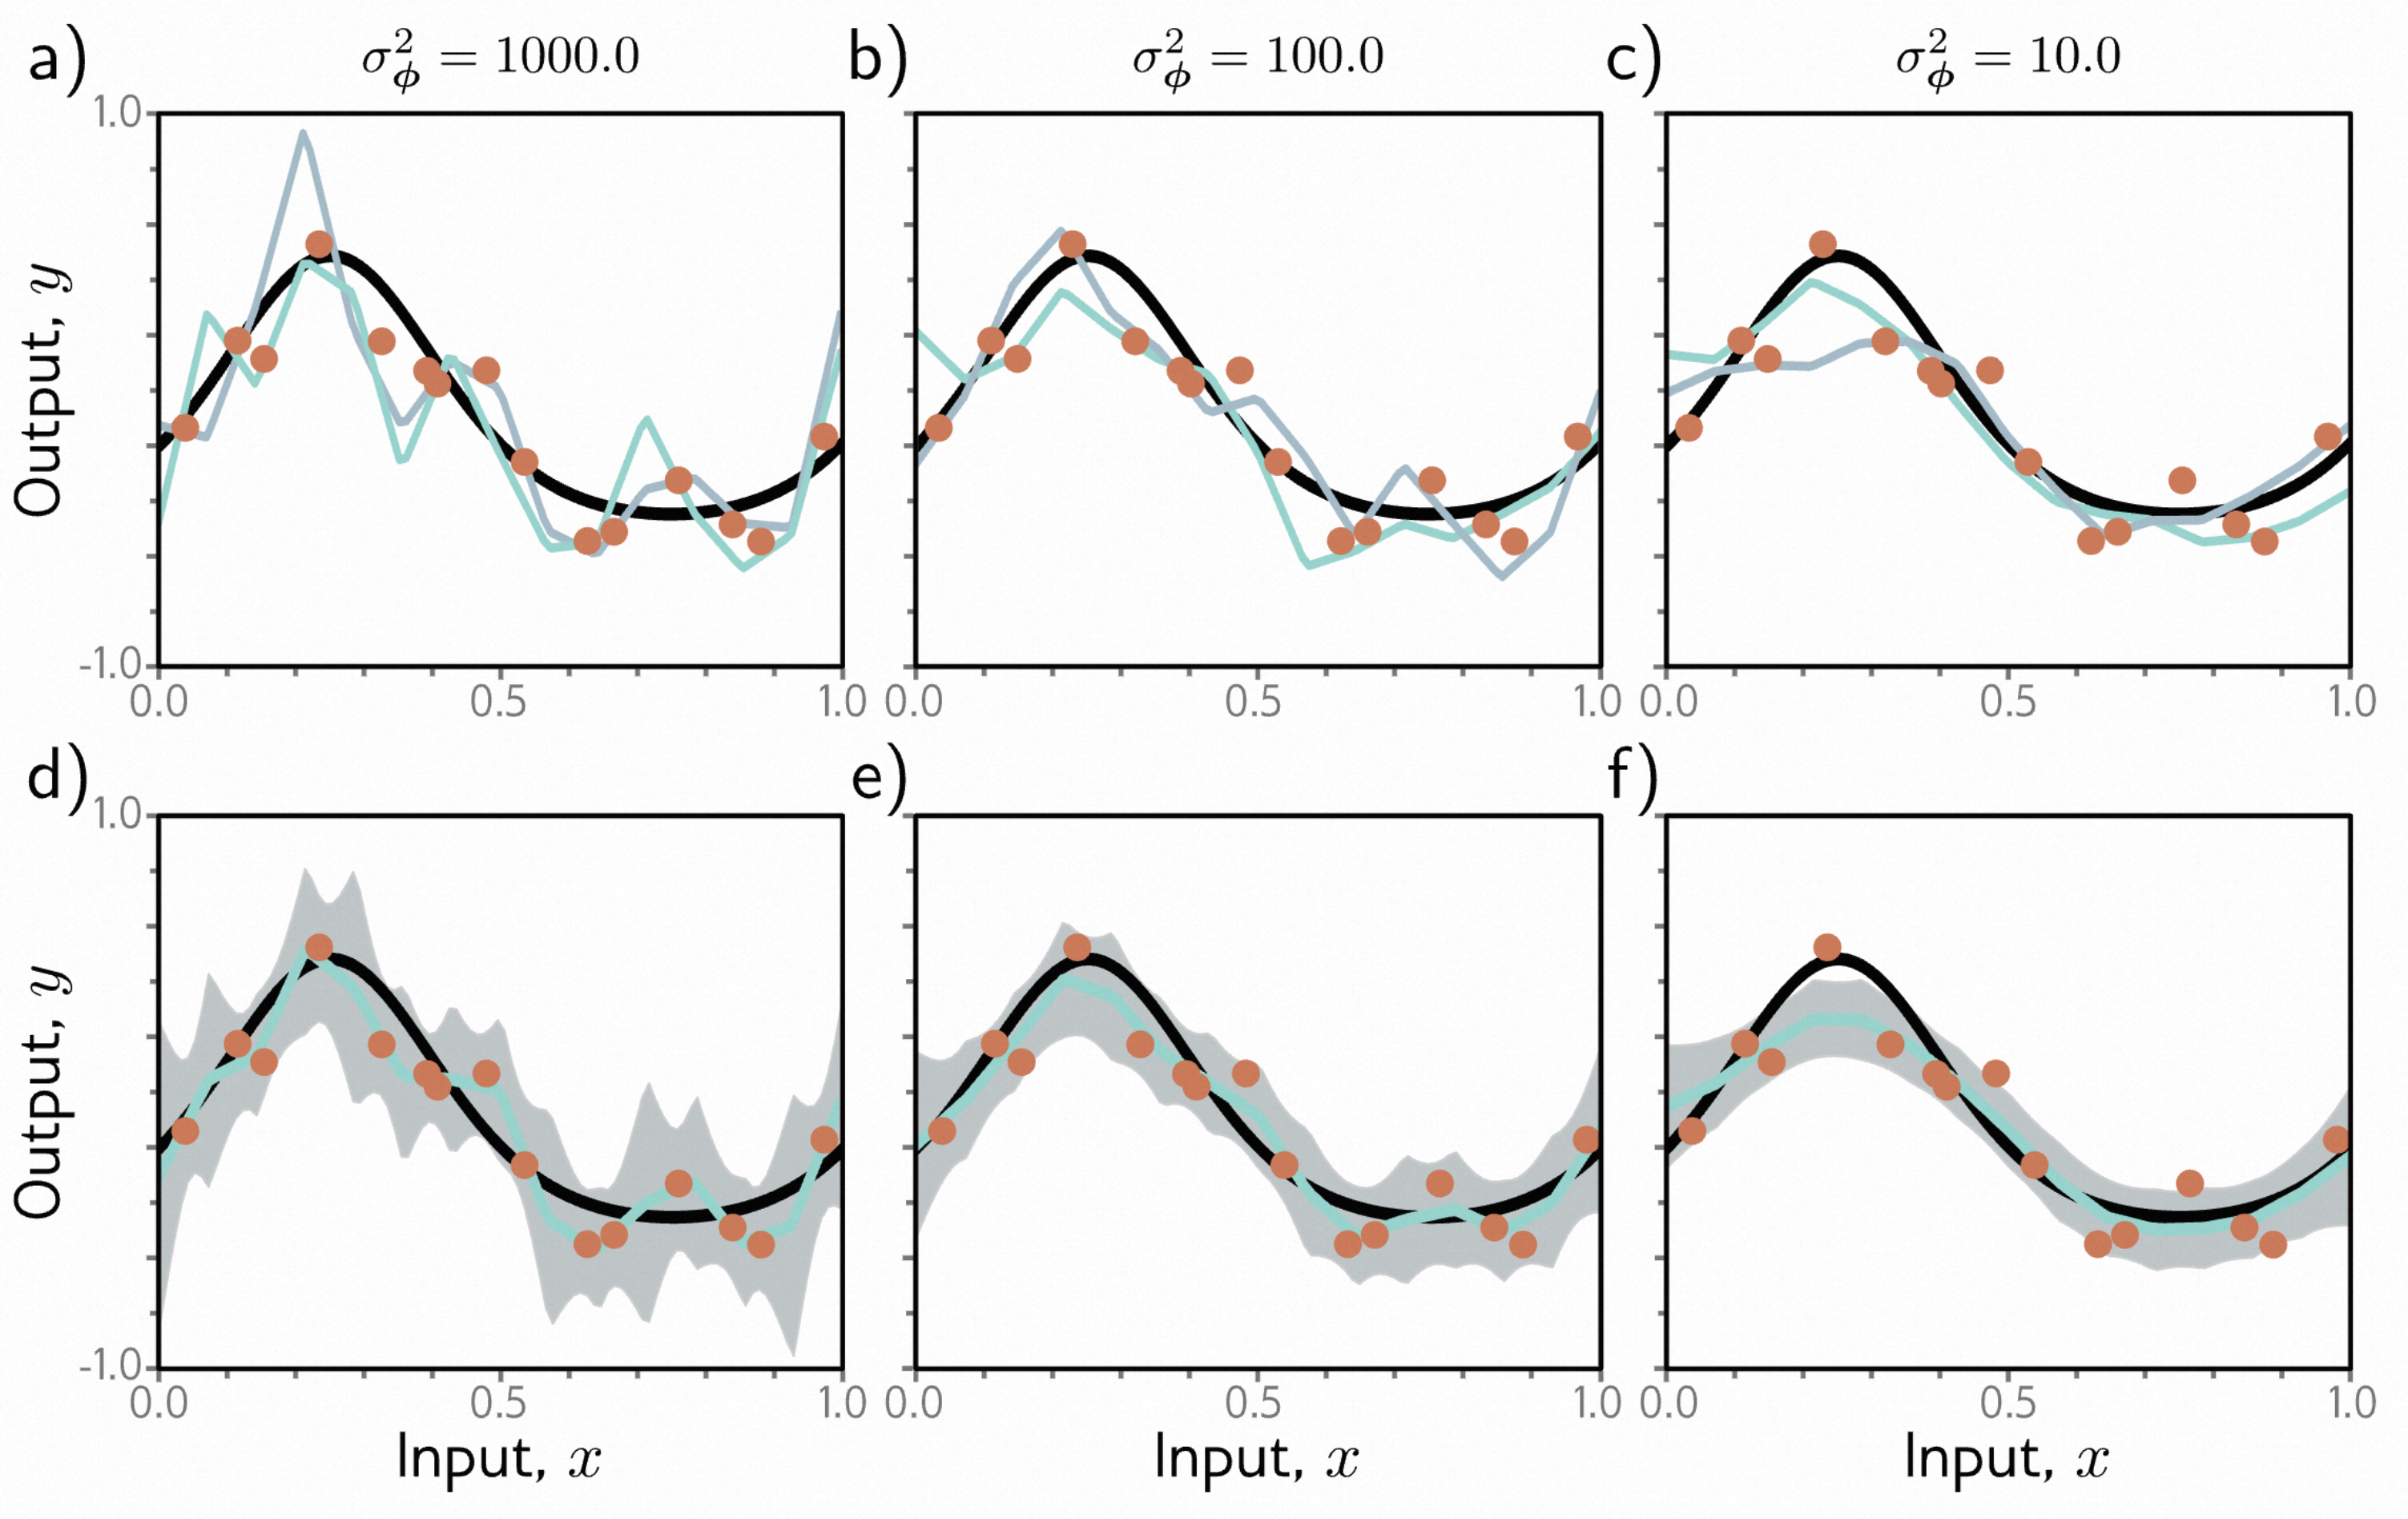 a) σ²_ϕ = 1000.0 b) σ²_ϕ = 100.0 c) σ²_ϕ = 10.0
1.0
Output, y
-1.0
0.0 0.5 1.0 0.0 0.5 1.0 0.0 0.5 1.0
d) e) f)
1.0
Output, y
-1.0
0.0 0.5 1.0 0.0 0.5 1.0 0.0 0.5 1.0
Input, x Input, x Input, x